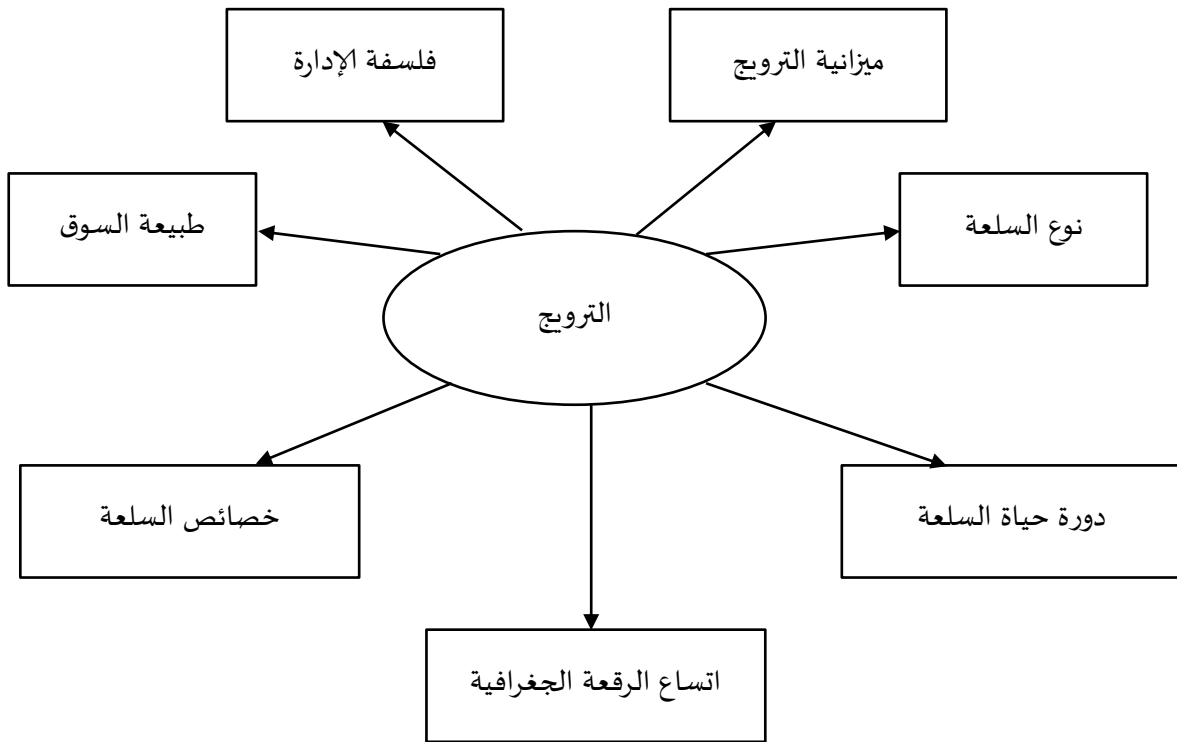 ميزانية الترويج
فلسفة الإدارة
نوع السلعة
طبيعة السوق
الترويج
دورة حياة السلعة
خصائص السلعة
اتساع الرقعة الجغرافية